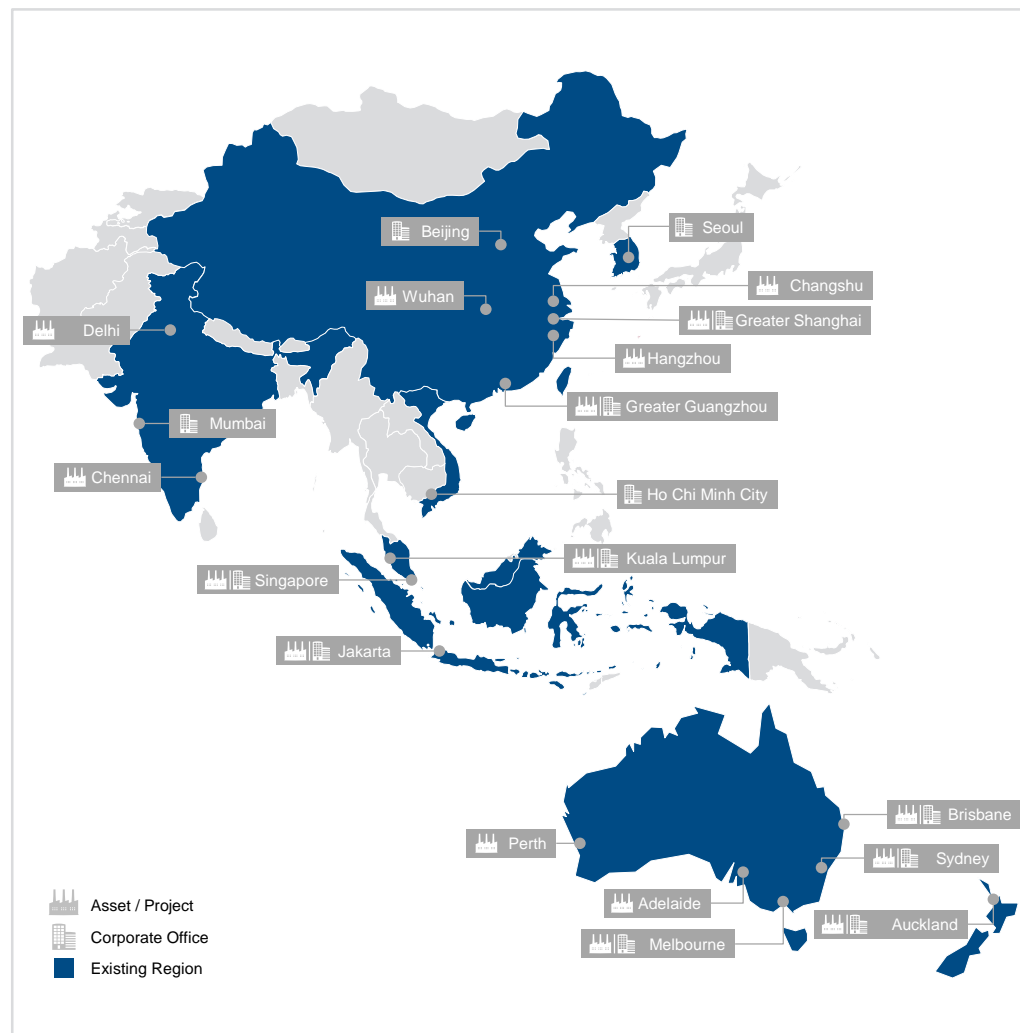 Beijing
Seoul
Wuhan
Changshu
Greater Shanghai
Delhi
Hangzhou
Greater Guangzhou
Mumbai
Chennai
Ho Chi Minh City
Kuala Lumpur
Singapore
Jakarta
Brisbane
Perth
Sydney
Adelaide
Auckland
Melbourne
Asset / Project
Corporate Office
Existing Region